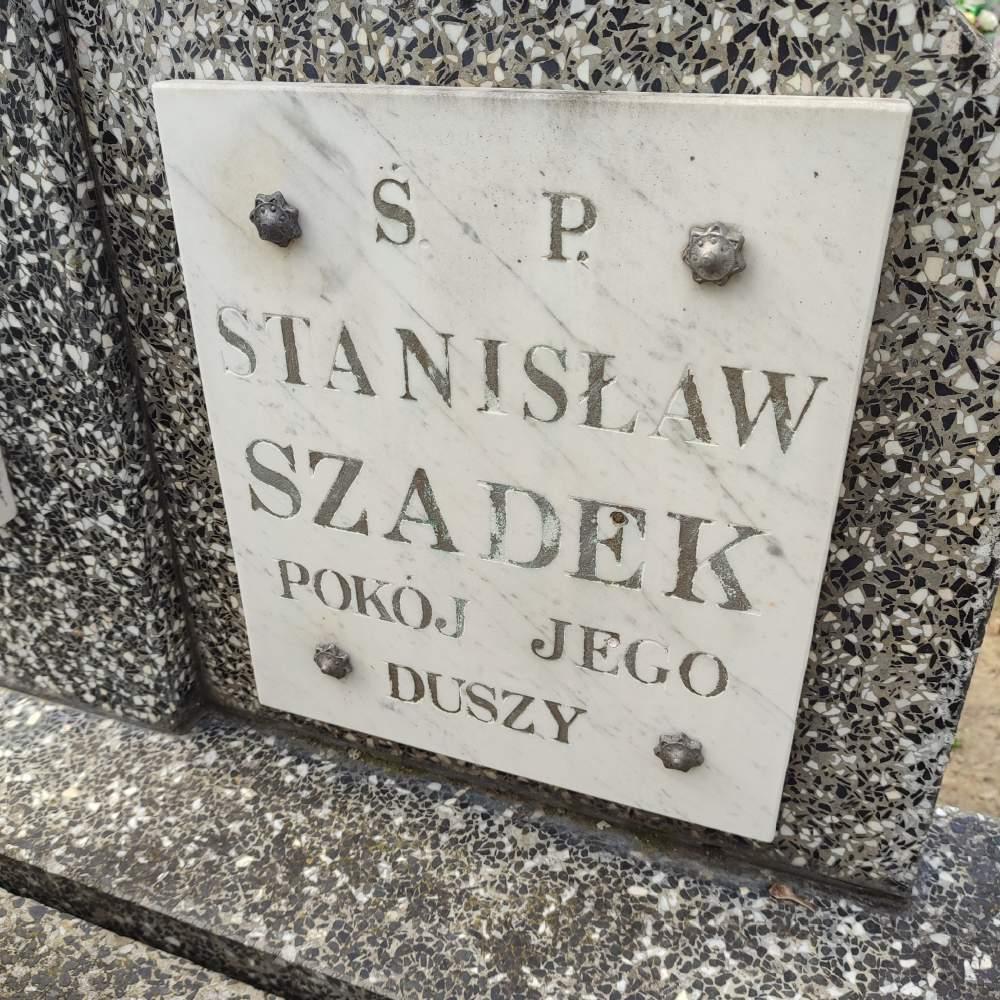 Ś P.
STANISŁAW
SZADEK
POKÓJ JEGO
DUSZY